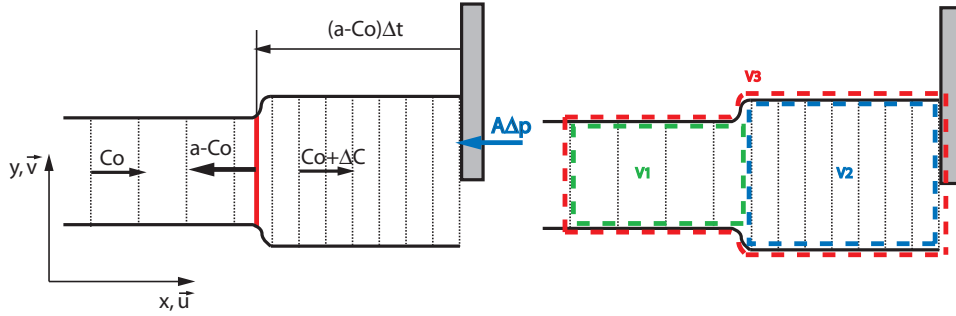 (a-Co)Δt
V3
AΔp
Co
a-Co
Co+ΔC
V1
V2
y, v⃗
x, u⃗